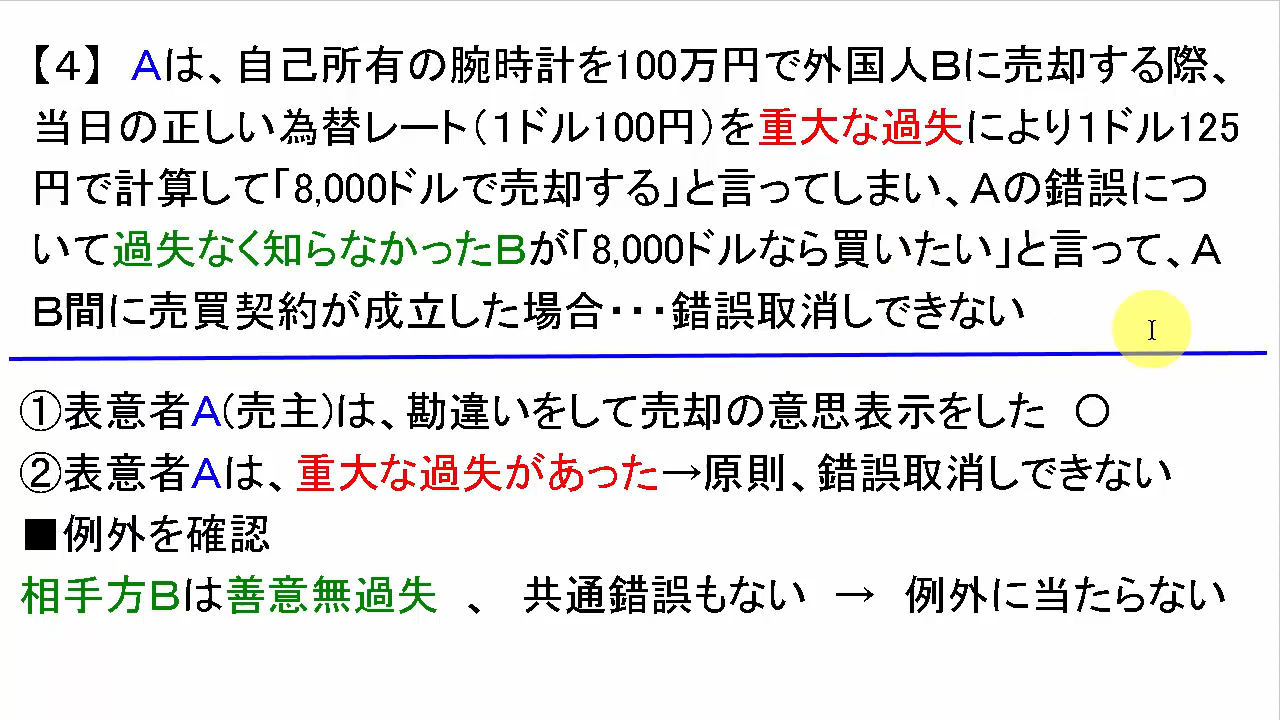 【４】 Ａは、自己所有の腕時計を100万円で外国人Ｂに売却する際、
当日の正しい為替レート（１ドル100円）を重大な過失により１ドル125
円で計算して「8,000ドルで売却する」と言ってしまい、Ａの錯誤につ
いて過失なく知らなかったＢが「8,000ドルなら買いたい」と言って、Ａ
Ｂ間に売買契約が成立した場合・・・錯誤取消しできない
①表意者Ａ(売主)は、勘違いをして売却の意思表示をした ○
②表意者Ａは、重大な過失があった→原則、錯誤取消しできない
■例外を確認
相手方Ｂは善意無過失 、 共通錯誤もない → 例外に当たらない